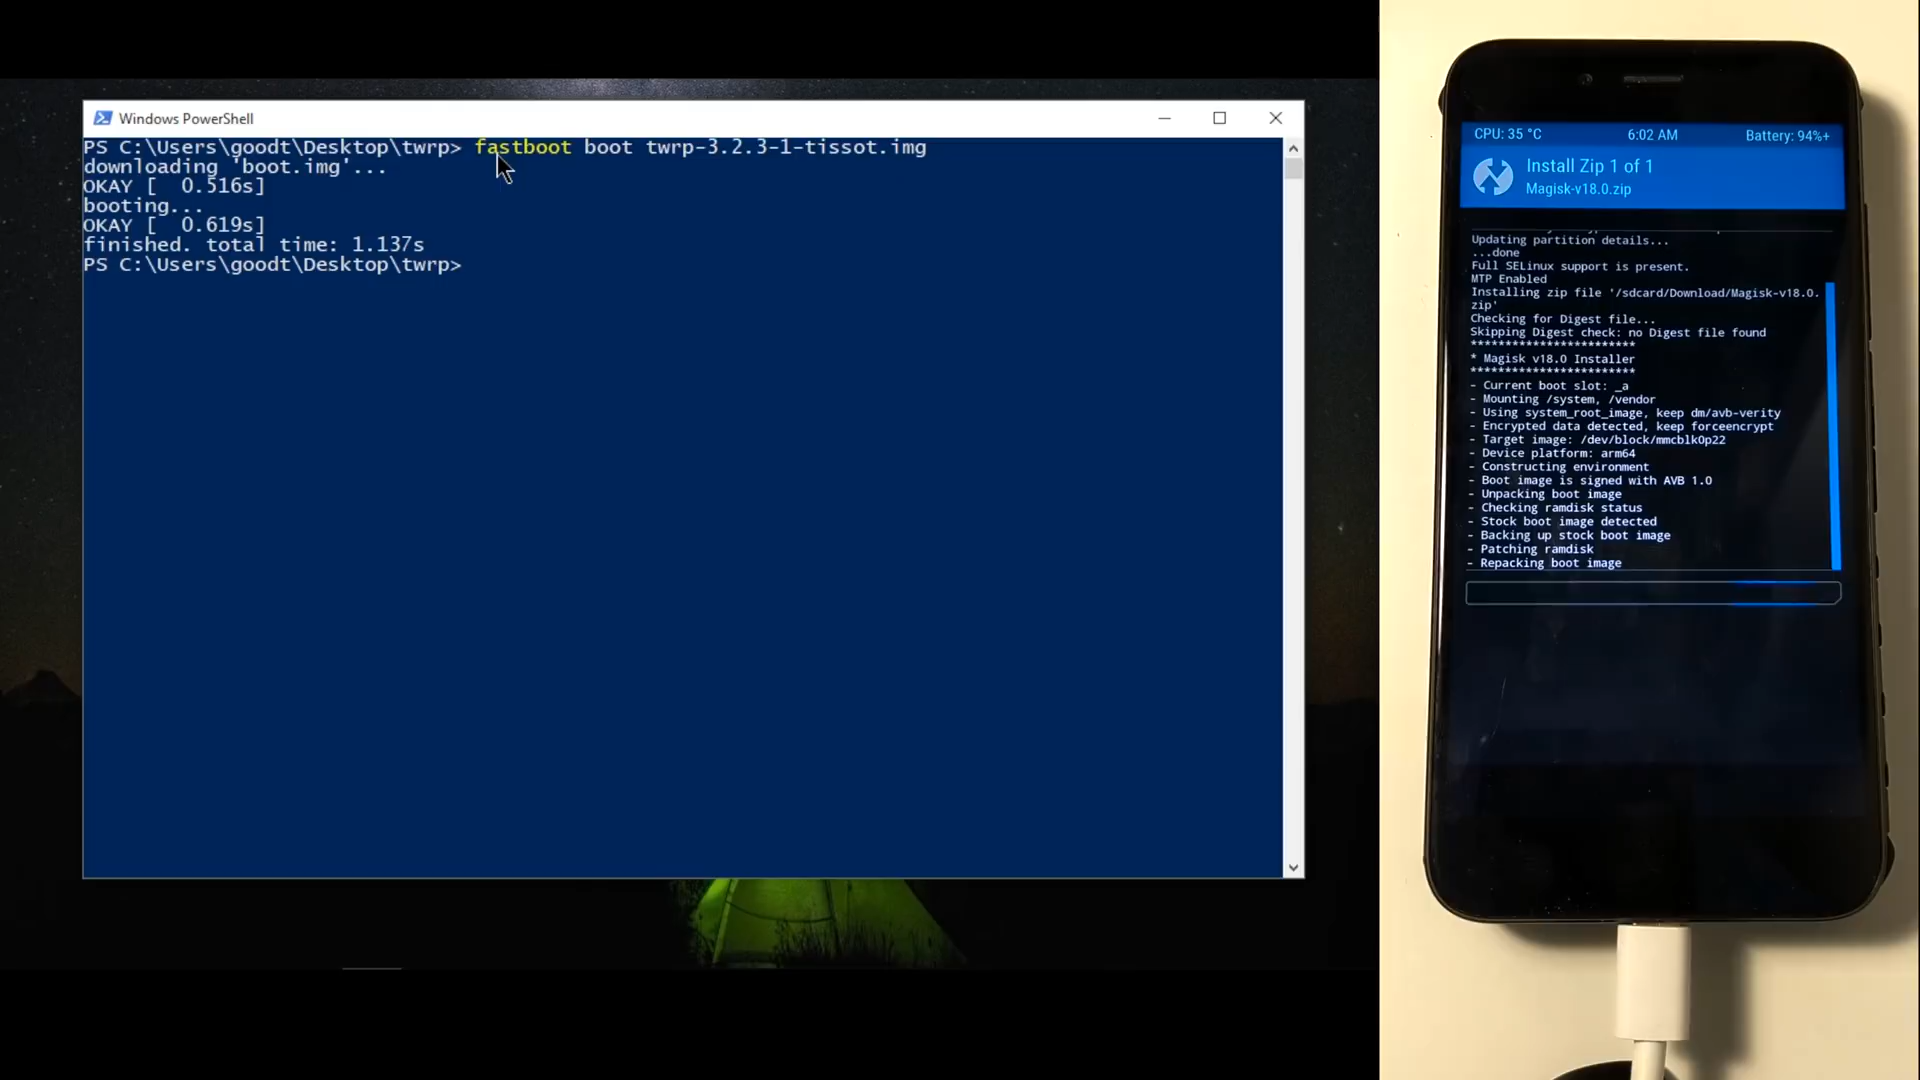 Windows PowerShell
PS C:\Users\goodt\Desktop\twrp> fastboot boot twrp-3.2.3-1-tissot.img
downloading 'boot.img'...
OKAY [  0.516s]
booting...
OKAY [  0.619s]
finished. total time: 1.137s
PS C:\Users\goodt\Desktop\twrp>
CPU: 35 °C 6:02 AM Battery: 94%+
Install Zip 1 of 1
Magisk-v18.0.zip
Updating partition details...
...done
Full SELinux support is present.
MTP Enabled
Installing zip file '/sdcard/Download/Magisk-v18.0.
zip'
Checking for Digest file...
Skipping Digest check: no Digest file found
************************
* Magisk v18.0 Installer
************************
- Current boot slot: _a
- Mounting /system, /vendor
- Using system_root_image, keep dm/avb-verity
- Encrypted data detected, keep forceencrypt
- Target image: /dev/block/mmcblk0p22
- Device platform: arm64
- Constructing environment
- Boot image is signed with AVB 1.0
- Unpacking boot image
- Checking ramdisk status
- Stock boot image detected
- Backing up stock boot image
- Patching ramdisk
- Repacking boot image